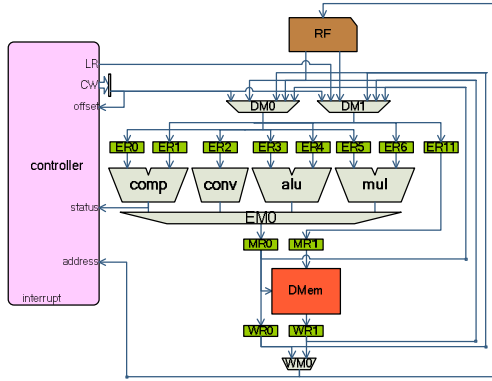 RF
LR
CW
offset
DM0 DM1
ER0 ER1 ER2 ER3 ER4 ER5 ER6 ER11
controller
comp conv alu mul
status
EM0
MR0 MR1
address
DMem
interrupt
WR0 WR1
WM0